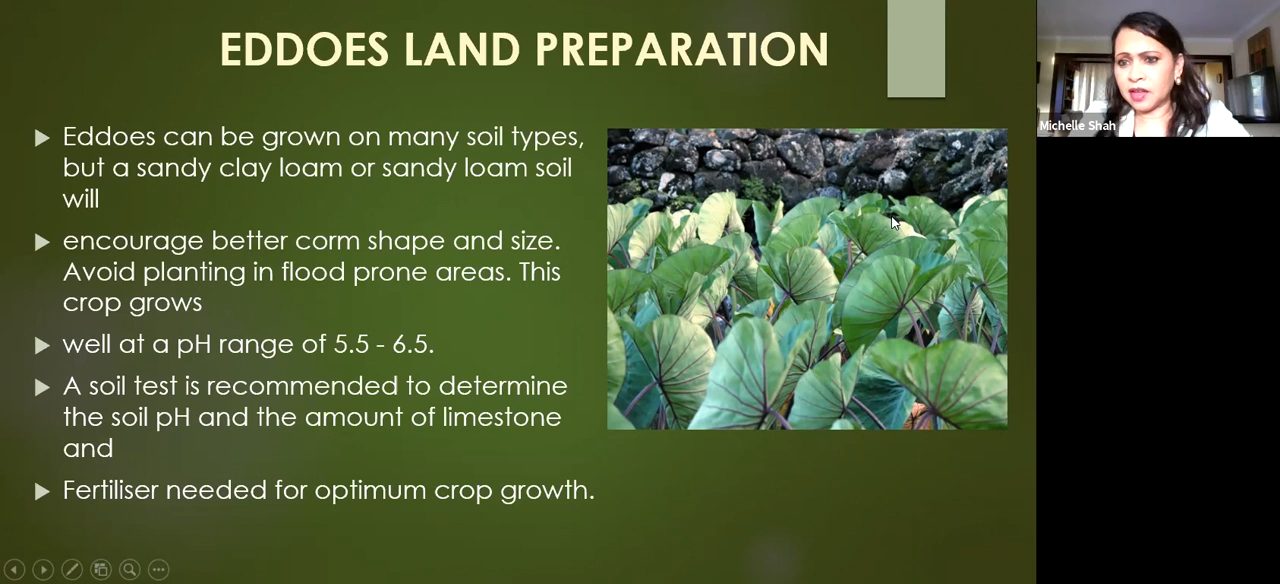 EDDOES LAND PREPARATION
Eddoes can be grown on many soil types,
but a sandy clay loam or sandy loam soil
will
encourage better corm shape and size.
Avoid planting in flood prone areas. This
crop grows
well at a pH range of 5.5 - 6.5.
A soil test is recommended to determine
the soil pH and the amount of limestone
and
Fertiliser needed for optimum crop growth.
Michelle Shah